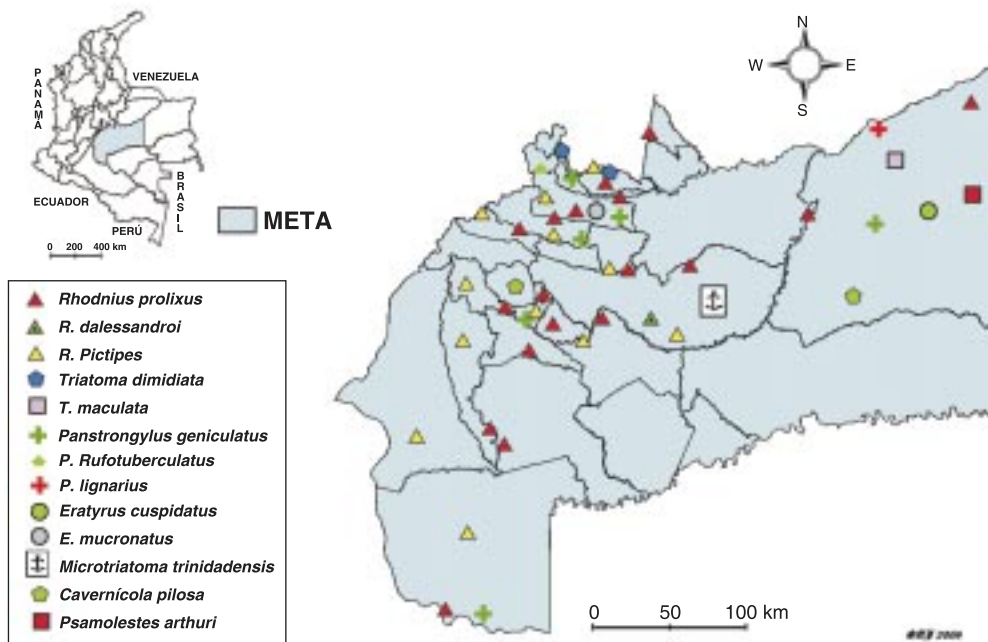 PANAMA
VENEZUELA
BRASIL
ECUADOR
PERÚ
0 200 400 km
META
N
W E
S
Rhodnius prolixus
R. dalessandroi
R. Pictipes
Triatoma dimidiata
T. maculata
Panstrongylus geniculatus
P. Rufotuberculatus
P. lignarius
Eratyrus cuspidatus
E. mucronatus
Microtriatoma trinidadensis
Cavernícola pilosa
Psamolestes arthuri
0 50 100 km